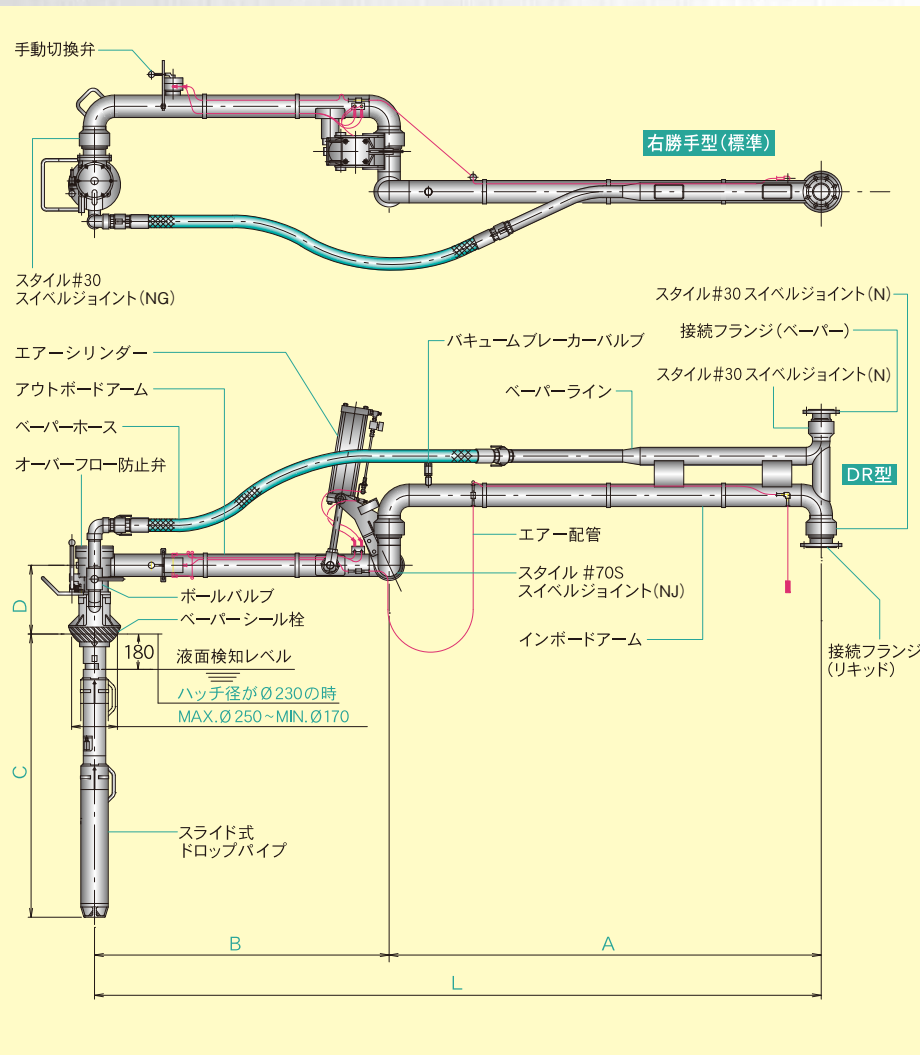 手動切換弁
右勝手型(標準)
スタイル#30
スイベルジョイント(NG)
スタイル#30 スイベルジョイント(N)
接続フランジ(ベーパー)
バキュームブレーカーバルブ
エアーシリンダー
スタイル#30 スイベルジョイント(N)
アウトボードアーム
ベーパーライン
ベーパーホース
オーバーフロー防止弁
DR型
エアー配管
スタイル #70S
スイベルジョイント(NJ)
ボールバルブ
D
ベーパーシール栓
インボードアーム
180
液面検知レベル
接続フランジ
(リキッド)
ハッチ径がØ230の時
MAX.Ø250~MIN.Ø170
C
スライド式
ドロップパイプ
B
A
L